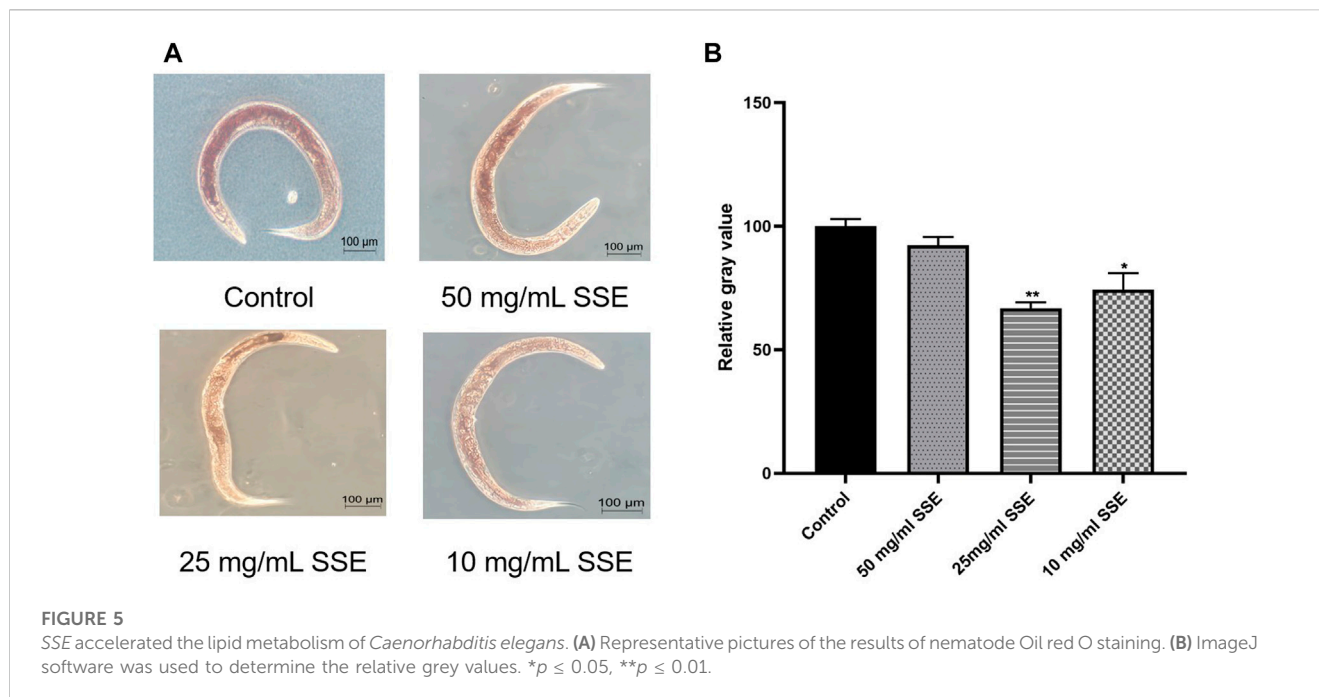 A
100 µm
Control
100 µm
50 mg/mL SSE
100 µm
25 mg/mL SSE
100 µm
10 mg/mL SSE
B
Relative gray value
150
100
50
0
Control
50 mg/ml SSE
25mg/ml SSE
**
10 mg/ml SSE
*
FIGURE 5
SSE accelerated the lipid metabolism of Caenorhabditis elegans. (A) Representative pictures of the results of nematode Oil red O staining. (B) ImageJ
software was used to determine the relative grey values. *p ≤ 0.05, **p ≤ 0.01.